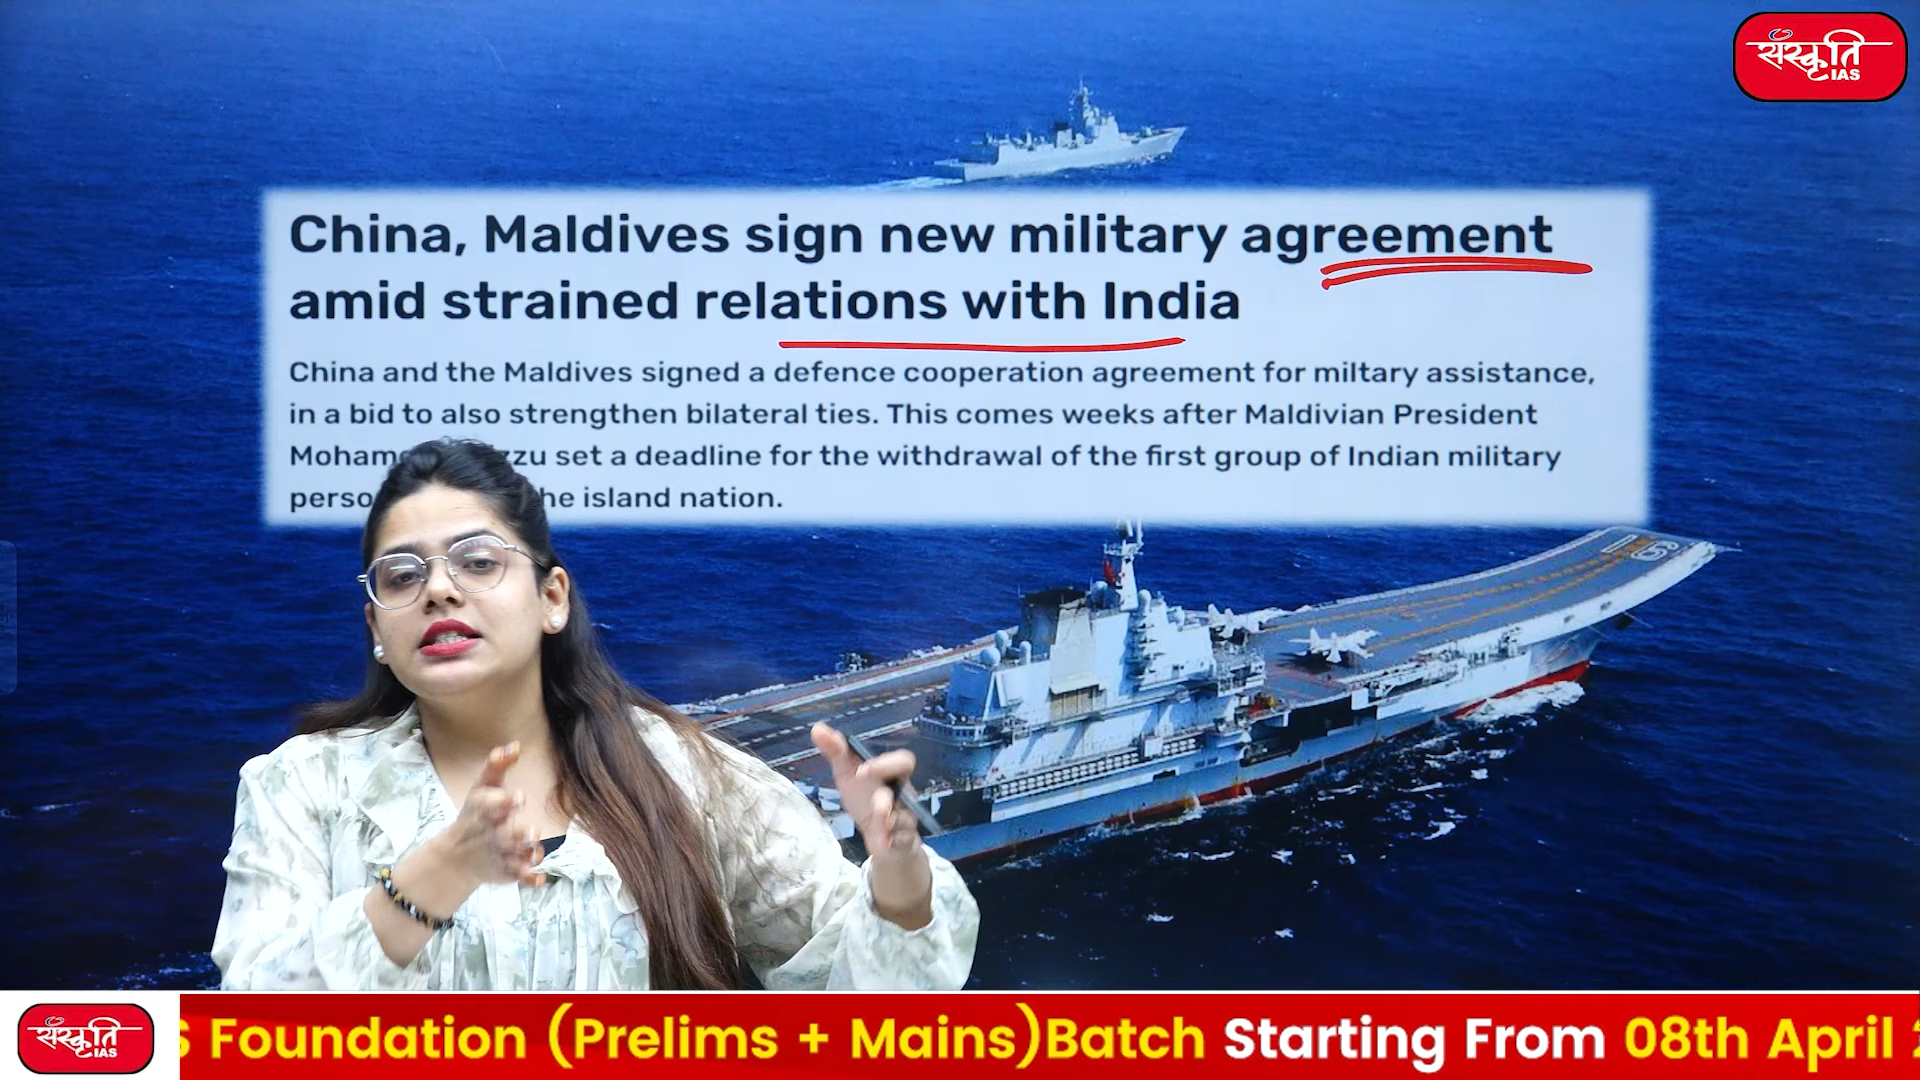 संस्कृति
IAS
China, Maldives sign new military agreement
amid strained relations with India
China and the Maldives signed a defence cooperation agreement for miltary assistance,
in a bid to also strengthen bilateral ties. This comes weeks after Maldivian President
set a deadline for the withdrawal of the first group of Indian military
island nation.
16
संस्कृति
IAS
Foundation (Prelims + Mains)Batch Starting From 08th April